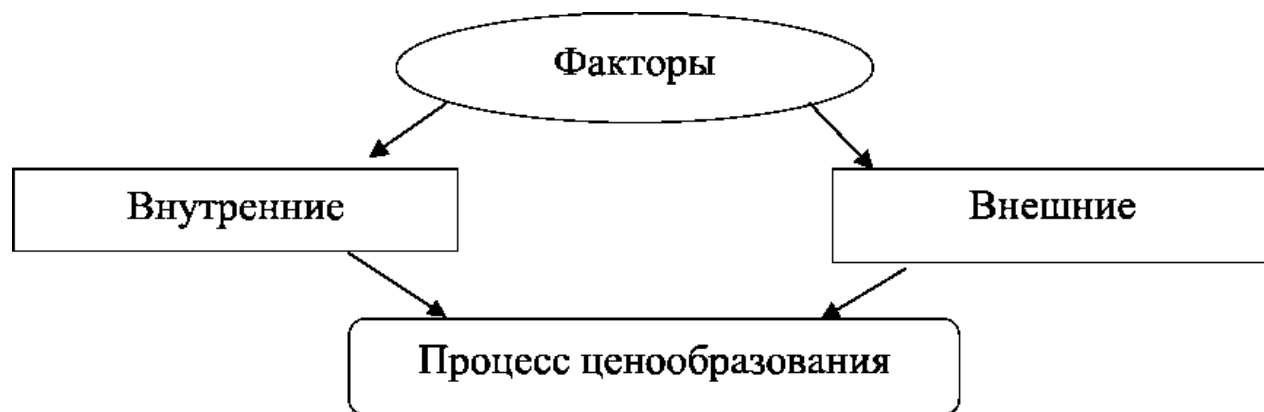 Факторы
Внутренние
Внешние
Процесс ценообразования